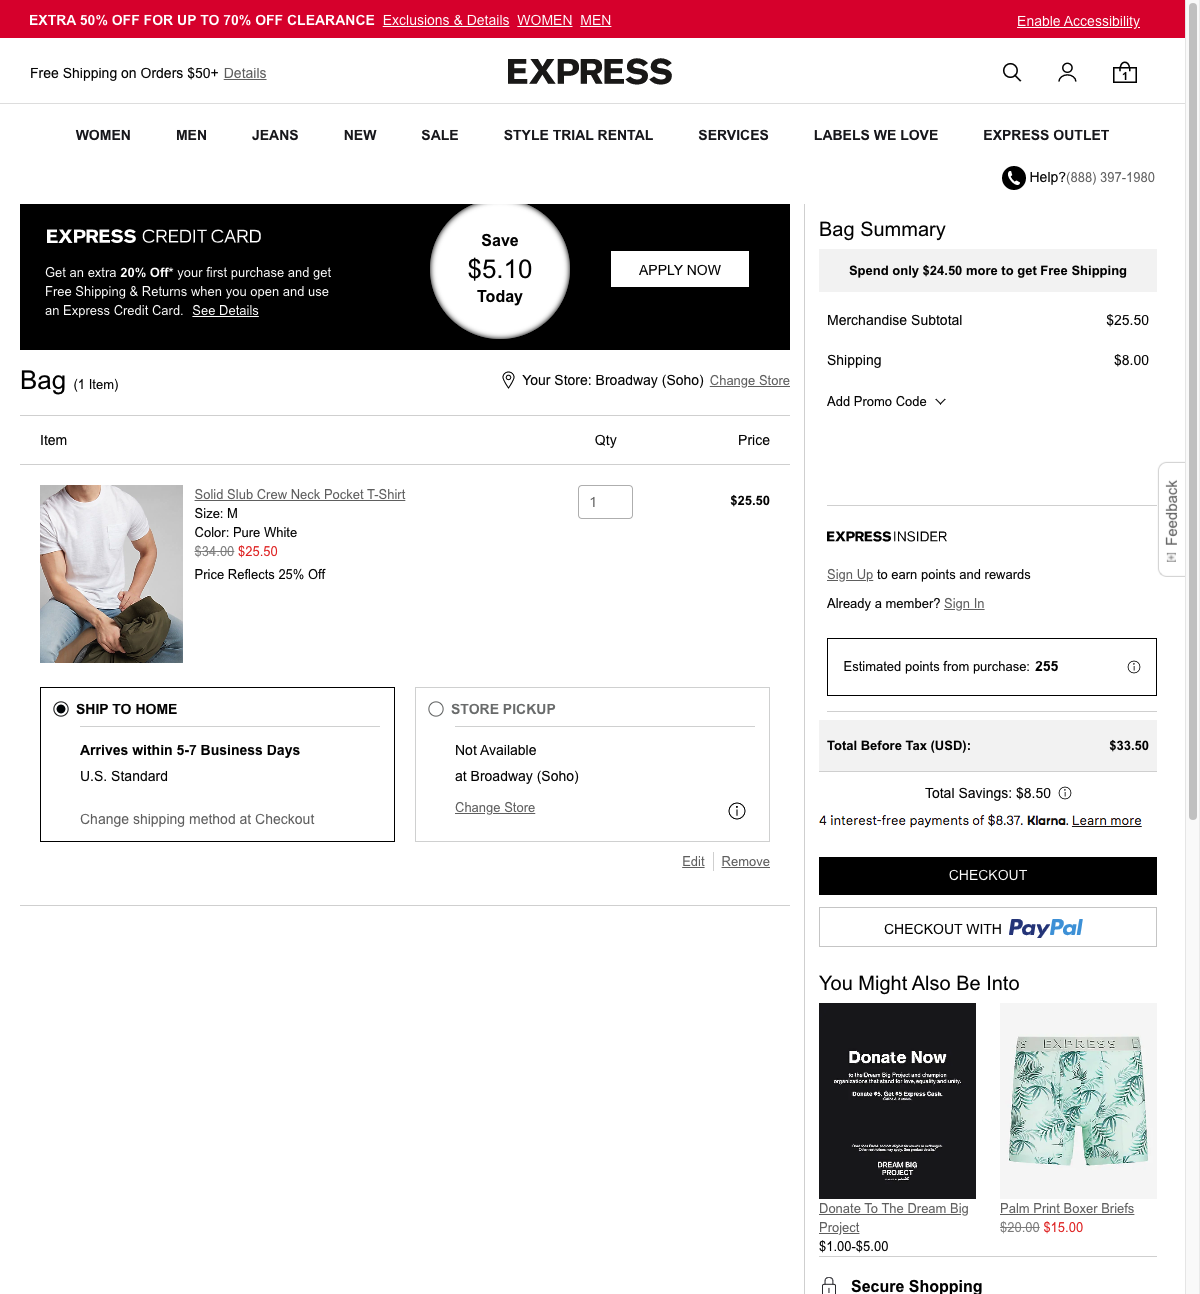 EXTRA 50% OFF FOR UP TO 70% OFF CLEARANCE Exclusions & Details WOMEN MEN
Enable Accessibility
Free Shipping on Orders $50+ Details
EXPRESS
1
WOMEN MEN JEANS NEW SALE STYLE TRIAL RENTAL SERVICES LABELS WE LOVE EXPRESS OUTLET
Help?(888) 397-1980
EXPRESS CREDIT CARD
Get an extra 20% Off* your first purchase and get
Free Shipping & Returns when you open and use
an Express Credit Card. See Details
Save
$5.10
Today
APPLY NOW
Bag (1 Item)
Your Store: Broadway (Soho) Change Store
Item Qty Price
Solid Slub Crew Neck Pocket T-Shirt
Size: M
Color: Pure White
$34.00 $25.50
Price Reflects 25% Off
1
$25.50
SHIP TO HOME
Arrives within 5-7 Business Days
U.S. Standard
Change shipping method at Checkout
STORE PICKUP
Not Available
at Broadway (Soho)
Change Store
Edit Remove
Bag Summary
Spend only $24.50 more to get Free Shipping
Merchandise Subtotal $25.50
Shipping $8.00
Add Promo Code
Feedback
EXPRESS INSIDER
Sign Up to earn points and rewards
Already a member? Sign In
Estimated points from purchase: 255
Total Before Tax (USD): $33.50
Total Savings: $8.50
4 interest-free payments of $8.37. Klarna. Learn more
CHECKOUT
CHECKOUT WITH PayPal
You Might Also Be Into
Donate Now
to the Dream Big Project and champion
organizations that stand for love, equality and unity.
Donate $5. Get $5 Express Cash.
DREAM BIG
PROJECT
EXPRESS
Donate To The Dream Big
Project
$1.00-$5.00
Palm Print Boxer Briefs
$20.00 $15.00
Secure Shopping